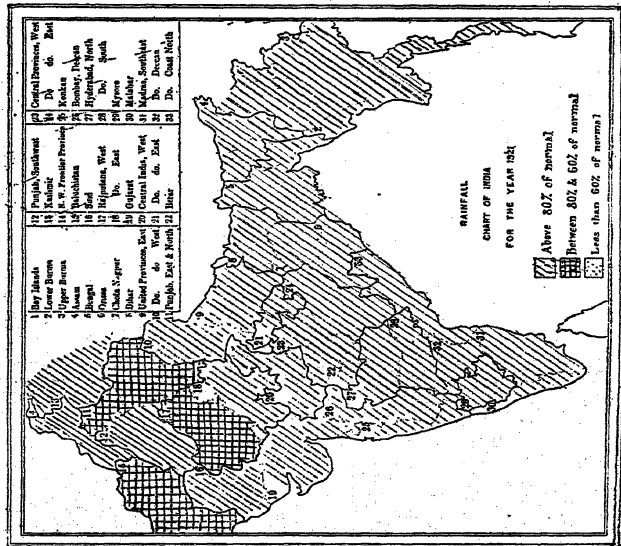 1 Bay Islands
2 Lower Burma
3 Upper Burma
4 Assam
5 Bengal
6 Orissa
7 Chota Nagpur
8 Bihar
9 United Provinces, East
10 Do. do West
11 Punjab, East & North
12 Punjab, Southwest
13 Kashmir
14 N. W. Frontier Province
15 Baluchistan
16 Sind
17 Rajputana, West
18 Do. East
19 Gujrat
20 Central India, West
21 Do. do. East
22 Berar
23 Central Provinces, West
24 Do do. East
25 Konkan
26 Bombay, Deccan
27 Hyderabad, North
28 Do. South
29 Mysore
30 Malabar
31 Madras, Southeast
32 Do. Deccan
33 Do. Coast North
RAINFALL
CHART OF INDIA
FOR THE YEAR 1921
Above 80% of normal
Between 80% & 60% of normal
Less than 60% of normal